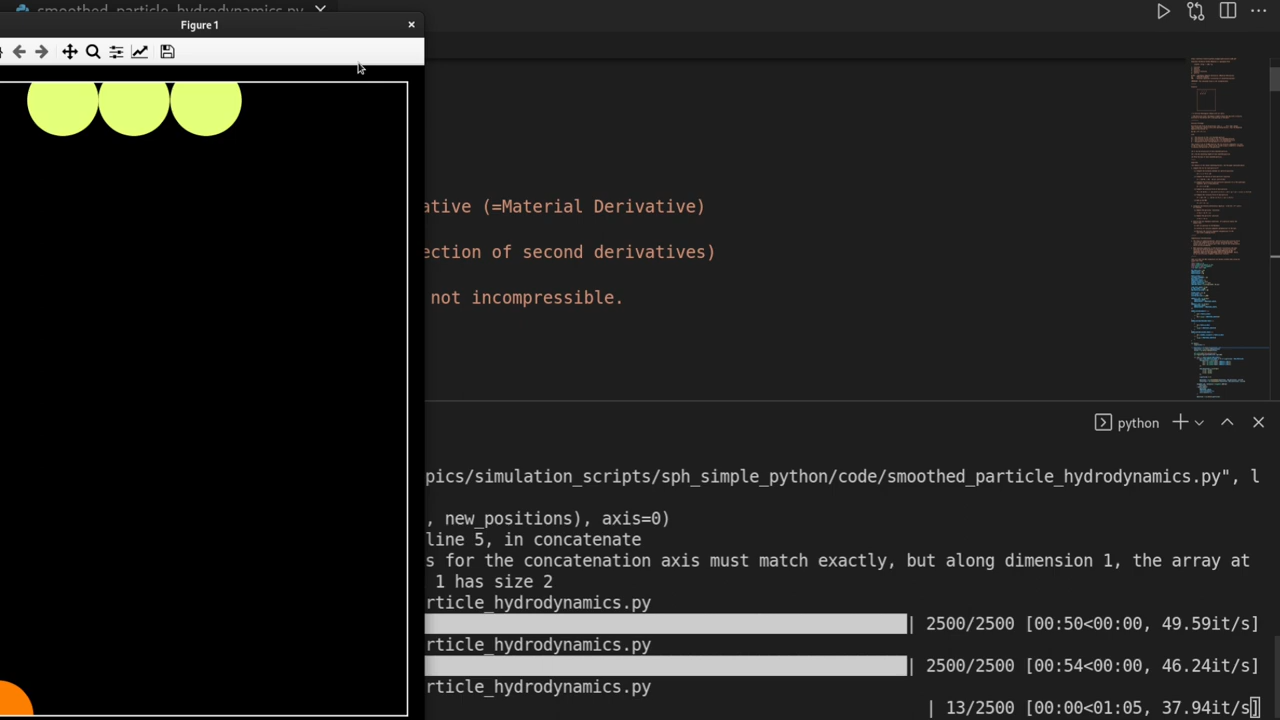 smoothed_particle_hydrodynamics.py
Figure 1
ative (=Material Derivative)
ection (=second derivatives)
not incompressible.
python
pics/simulation_scripts/sph_simple_python/code/smoothed_particle_hydrodynamics.py", l
, new_positions), axis=0)
line 5, in concatenate
s for the concatenation axis must match exactly, but along dimension 1, the array at
1 has size 2
rticle_hydrodynamics.py
| 2500/2500 [00:50<00:00, 49.59it/s]
rticle_hydrodynamics.py
| 2500/2500 [00:54<00:00, 46.24it/s]
rticle_hydrodynamics.py
| 13/2500 [00:00<01:05, 37.94it/s]